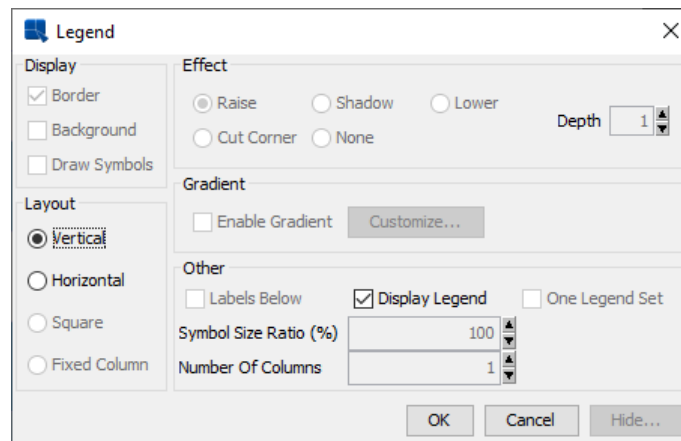 Legend
Display
Border
Background
Draw Symbols
Effect
Raise
Shadow
Lower
Cut Corner
None
Depth
1
Gradient
Enable Gradient
Customize...
Layout
Vertical
Horizontal
Square
Fixed Column
Other
Labels Below
Display Legend
One Legend Set
Symbol Size Ratio (%)
100
Number Of Columns
1
OK
Cancel
Hide...